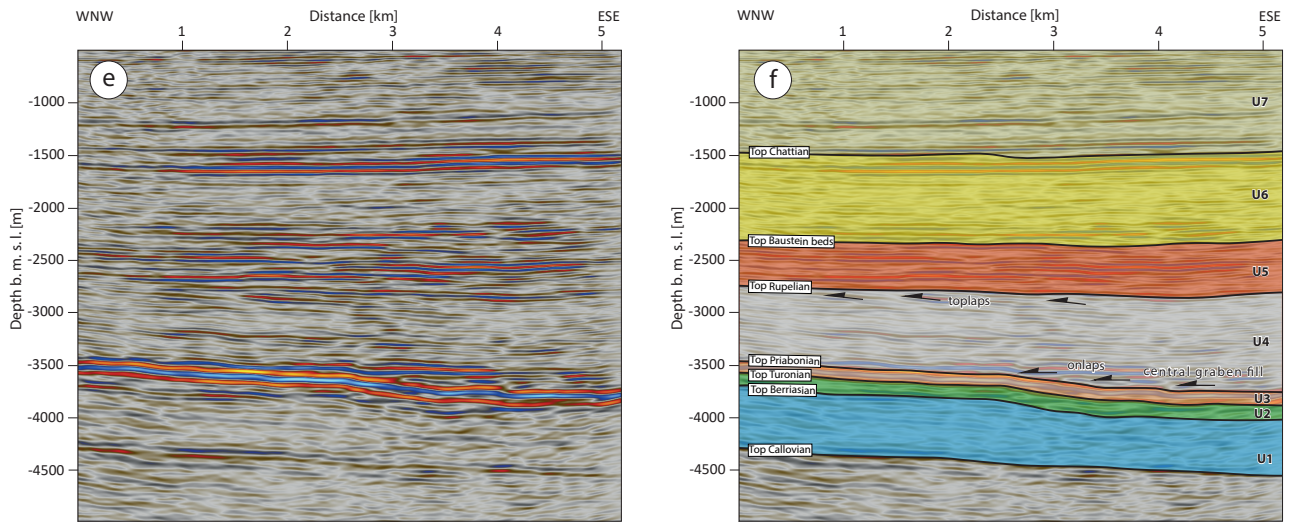 WNW Distance [km] ESE
1 2 3 4 5
e
Depth b. m. s. l. [m]
-1000
-1500
-2000
-2500
-3000
-3500
-4000
-4500
WNW Distance [km] ESE
1 2 3 4 5
f
Depth b. m. s. l. [m]
-1000
-1500
-2000
-2500
-3000
-3500
-4000
-4500
U7
Top Chattian
U6
Top Baustein beds
U5
Top Rupelian
toplaps
U4
Top Priabonian
onlaps
central graben fill
Top Turonian
Top Berriasian
U3
U2
Top Callovian
U1